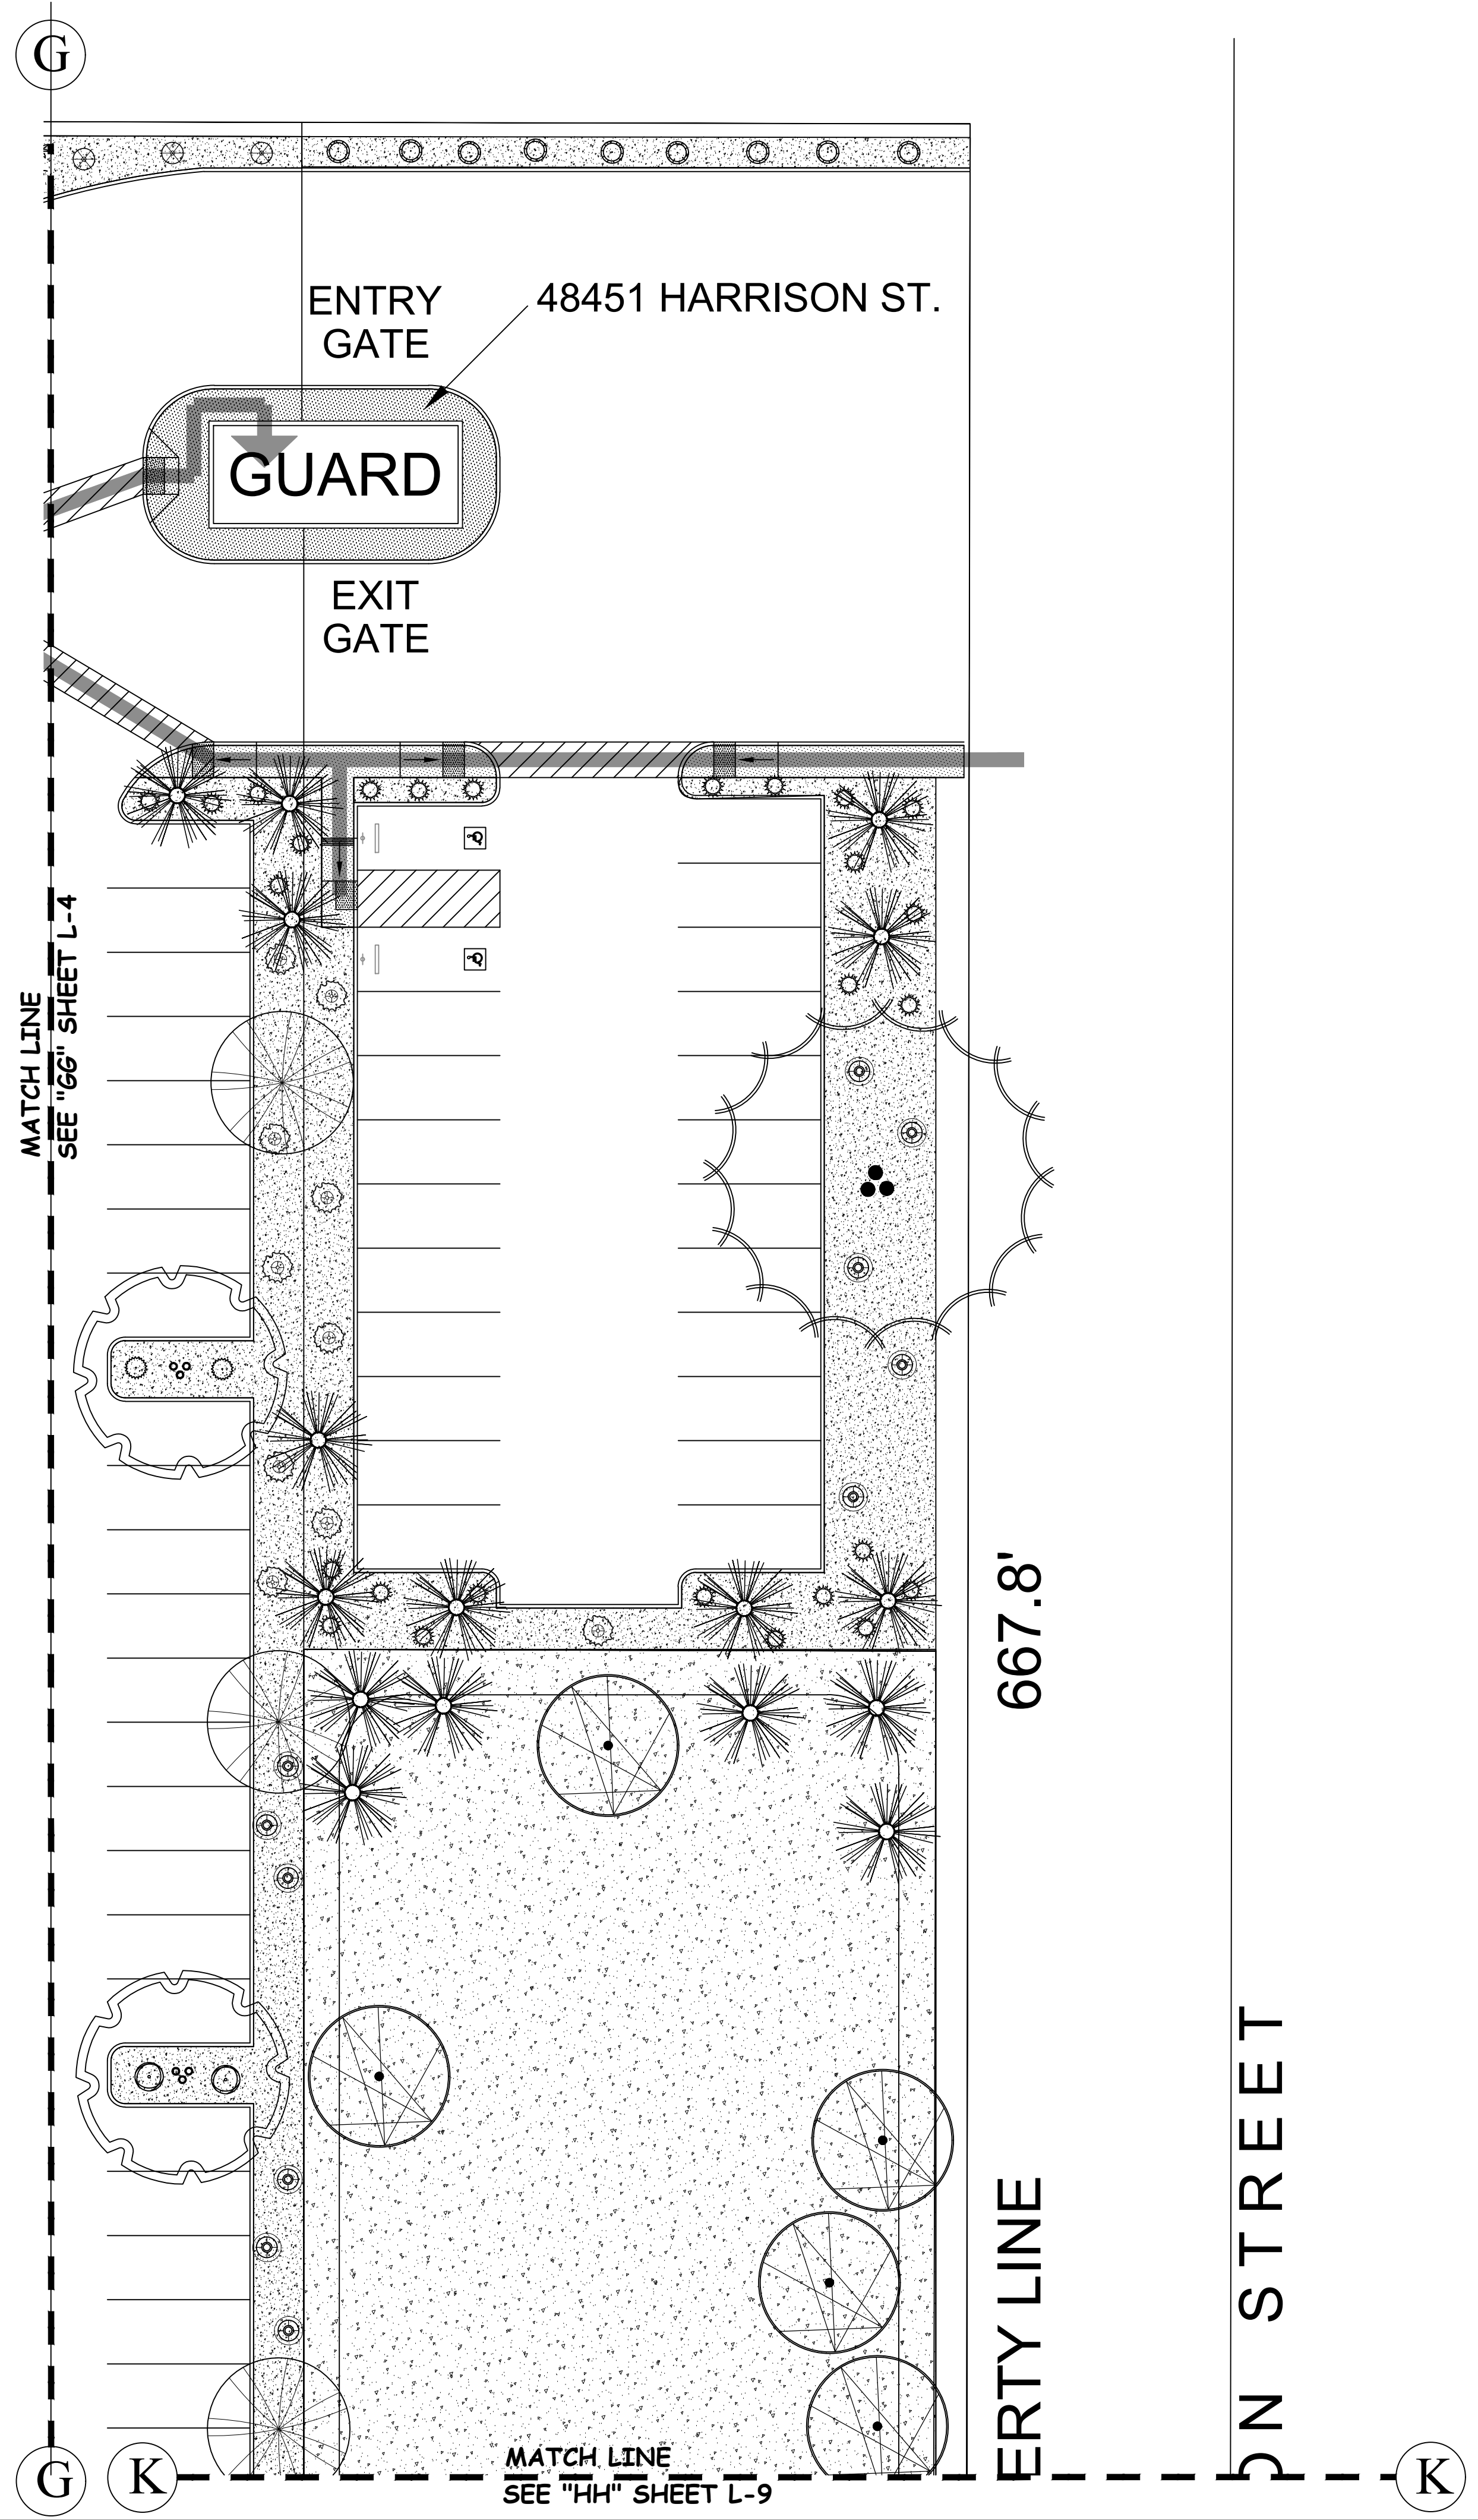 G
ENTRY
GATE
48451 HARRISON ST.
GUARD
EXIT
GATE
MATCH LINE
SEE "GG" SHEET L-4
667.8'
ERTY LINE
ON STREET
MATCH LINE
SEE "HH" SHEET L-9
G
K
K